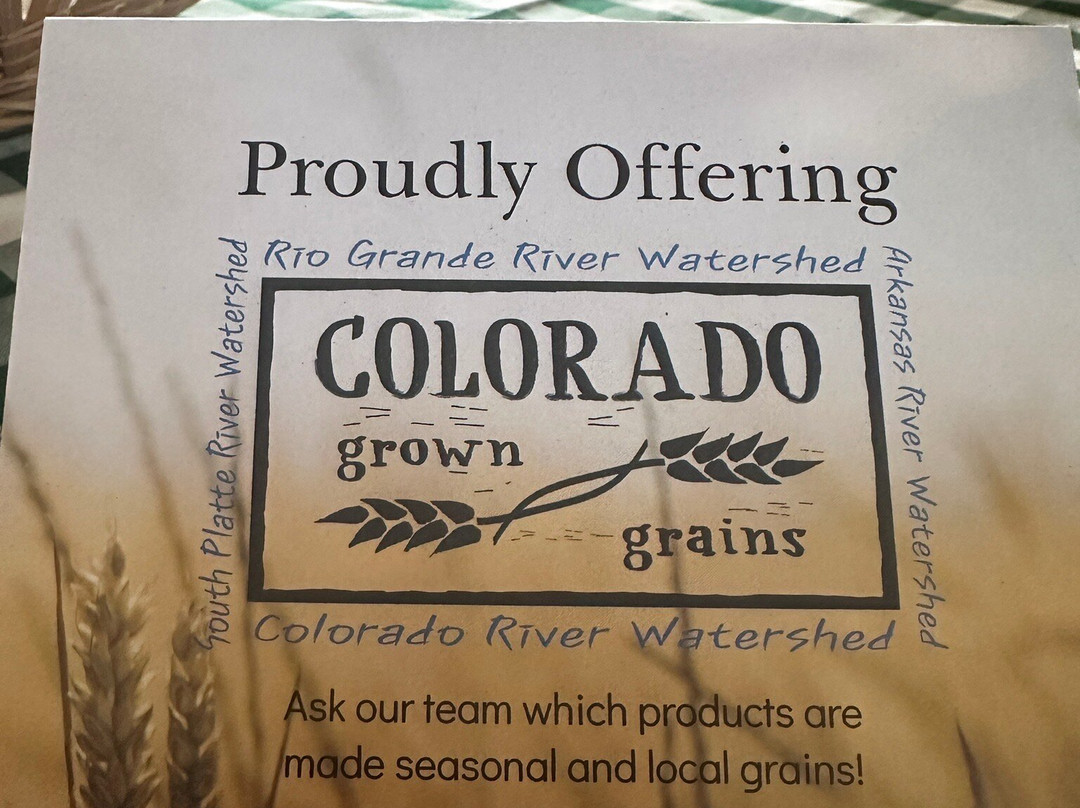 Proudly Offering
Rio Grande River Watershed
South Platte River Watershed
COLORADO
grown
grains
Arkansas River Watershed
Colorado River Watershed
Ask our team which products are
made seasonal and local grains!